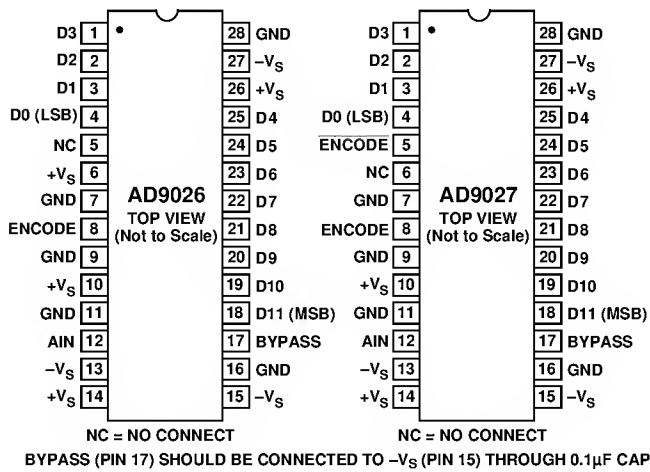 D3 1 28 GND D3 1 28 GND
D2 2 27 –VS D2 2 27 –VS
D1 3 26 +VS D1 3 26 +VS
D0 (LSB) 4 25 D4 D0 (LSB) 4 25 D4
NC 5 24 D5 ENCODE 5 24 D5
+VS 6 23 D6 NC 6 23 D6
GND 7 AD9026 22 D7 GND 7 AD9027 22 D7
TOP VIEW TOP VIEW
ENCODE 8 (Not to Scale) 21 D8 ENCODE 8 (Not to Scale) 21 D8
GND 9 20 D9 GND 9 20 D9
+VS 10 19 D10 +VS 10 19 D10
GND 11 18 D11 (MSB) GND 11 18 D11 (MSB)
AIN 12 17 BYPASS AIN 12 17 BYPASS
–VS 13 16 GND –VS 13 16 GND
+VS 14 15 –VS +VS 14 15 –VS
NC = NO CONNECT NC = NO CONNECT
BYPASS (PIN 17) SHOULD BE CONNECTED TO –VS (PIN 15) THROUGH 0.1µF CAP